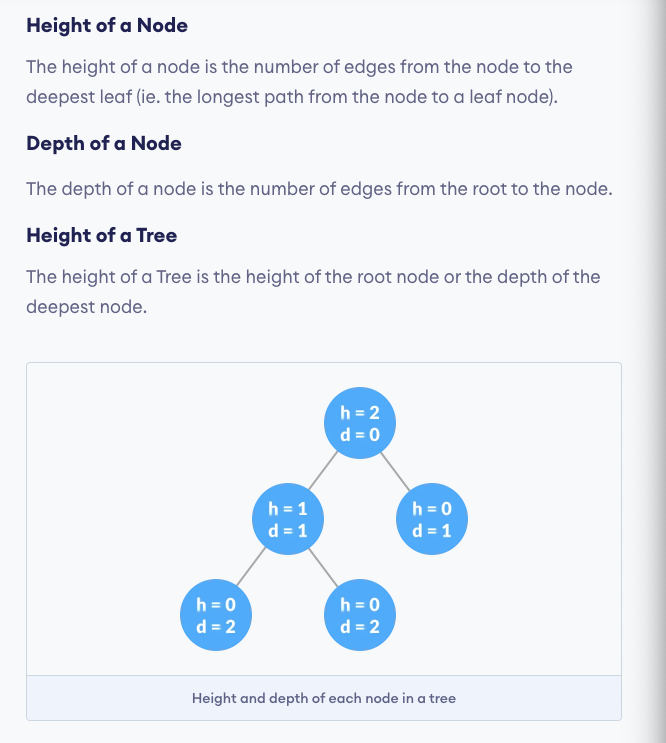 Height of a Node
The height of a node is the number of edges from the node to the
deepest leaf (ie. the longest path from the node to a leaf node).
Depth of a Node
The depth of a node is the number of edges from the root to the node.
Height of a Tree
The height of a Tree is the height of the root node or the depth of the
deepest node.
h = 2
d = 0
h = 1
d = 1
h = 0
d = 1
h = 0
d = 2
h = 0
d = 2
Height and depth of each node in a tree